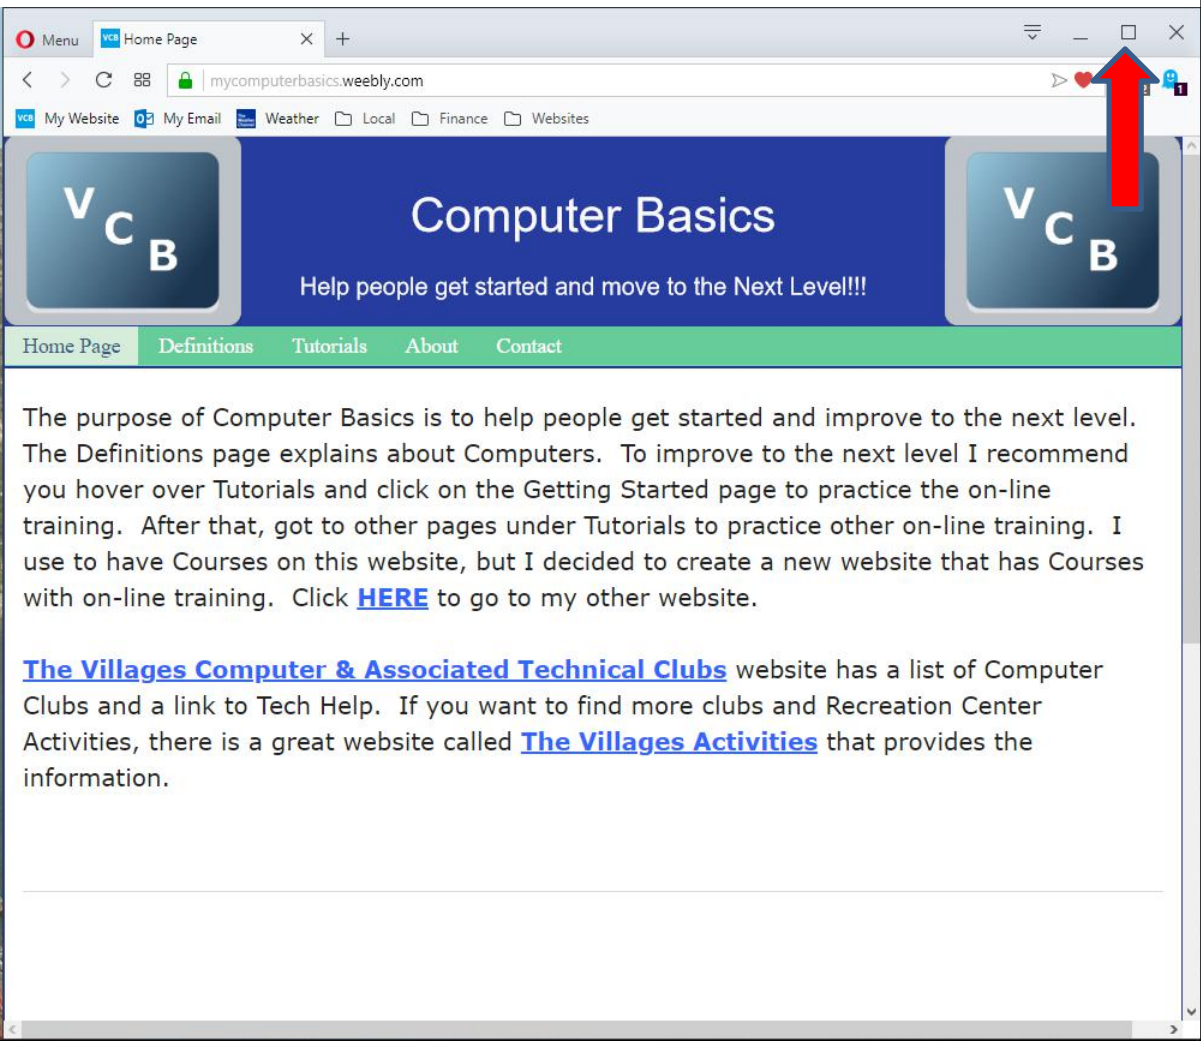 Menu
VCB Home Page
mycomputerbasics.weebly.com
1
VCB My Website My Email Weather Local Finance Websites
V C B
Computer Basics
Help people get started and move to the Next Level!!!
V C B
Home Page Definitions Tutorials About Contact
The purpose of Computer Basics is to help people get started and improve to the next level.
The Definitions page explains about Computers.  To improve to the next level I recommend
you hover over Tutorials and click on the Getting Started page to practice the on-line
training.  After that, got to other pages under Tutorials to practice other on-line training.  I
use to have Courses on this website, but I decided to create a new website that has Courses
with on-line training.  Click HERE to go to my other website.
The Villages Computer & Associated Technical Clubs website has a list of Computer
Clubs and a link to Tech Help.  If you want to find more clubs and Recreation Center
Activities, there is a great website called The Villages Activities that provides the
information.